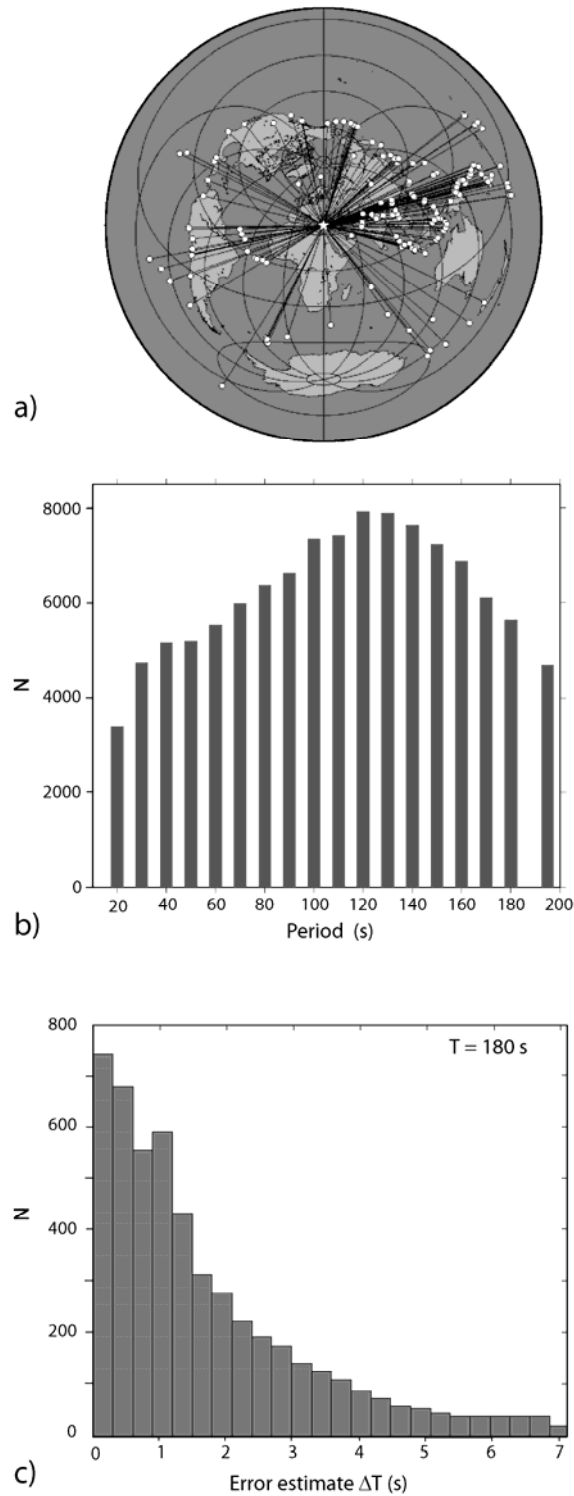 a)
8000
6000
4000
2000
0
N
20 40 60 80 100 120 140 160 180 200
Period (s)
b)
800
600
400
200
0
N
T = 180 s
0 1 2 3 4 5 6 7
Error estimate ΔT (s)
c)